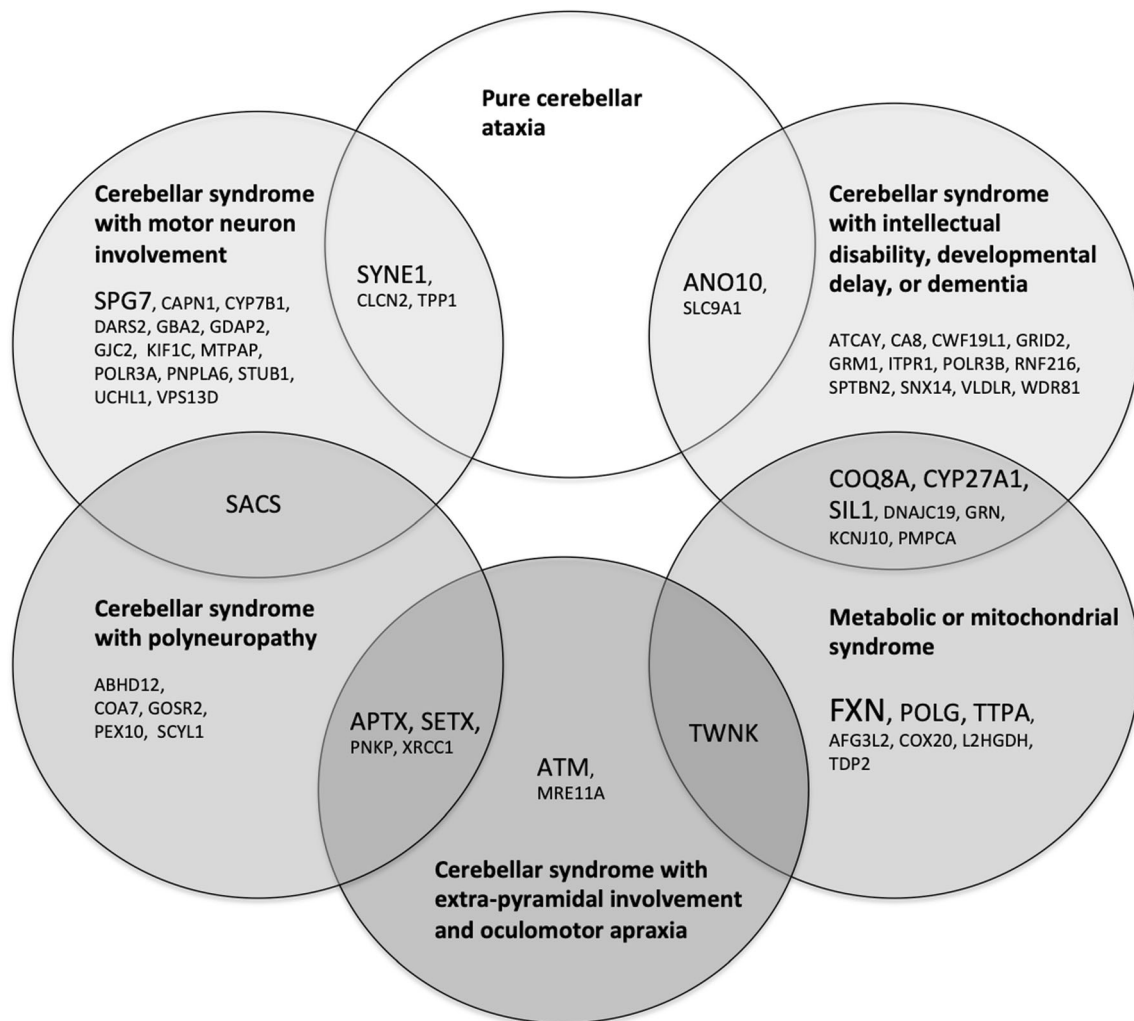 Pure cerebellar
ataxia
Cerebellar syndrome
with motor neuron
involvement
SPG7, CAPN1, CYP7B1,
DARS2, GBA2, GDAP2,
GJC2, KIF1C, MTPAP,
POLR3A, PNPLA6, STUB1,
UCHL1, VPS13D
SYNE1,
CLCN2, TPP1
ANO10,
SLC9A1
Cerebellar syndrome
with intellectual
disability, developmental
delay, or dementia
ATCAY, CA8, CWF19L1, GRID2,
GRM1, ITPR1, POLR3B, RNF216,
SPTBN2, SNX14, VLDLR, WDR81
SACS
COQ8A, CYP27A1,
SIL1, DNAJC19, GRN,
KCNJ10, PMPCA
Cerebellar syndrome
with polyneuropathy
ABHD12,
COA7, GOSR2,
PEX10, SCYL1
APTX, SETX,
PNKP, XRCC1
ATM,
MRE11A
Cerebellar syndrome with
extra-pyramidal involvement
and oculomotor apraxia
TWNK
Metabolic or mitochondrial
syndrome
FXN, POLG, TTPA,
AFG3L2, COX20, L2HGDH,
TDP2